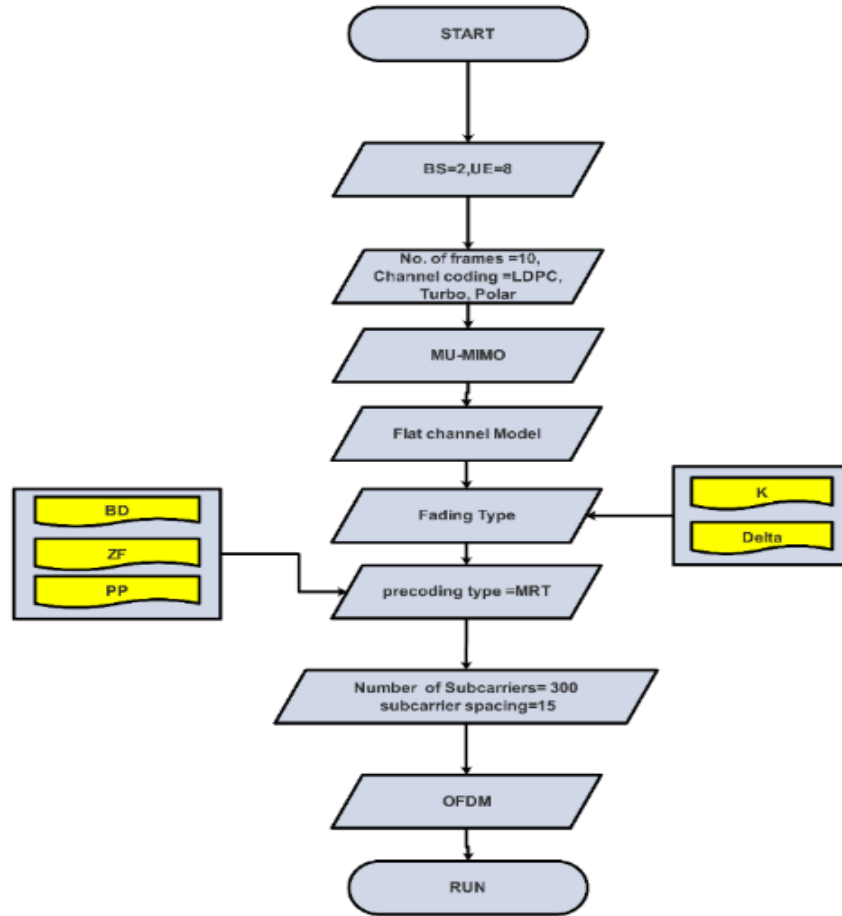 START
BS=2,UE=8
No. of frames =10,
Channel coding =LDPC,
Turbo, Polar
MU-MIMO
Flat channel Model
Fading Type
K
Delta
BD
ZF
PP
precoding type =MRT
Number of Subcarriers= 300
subcarrier spacing=15
OFDM
RUN